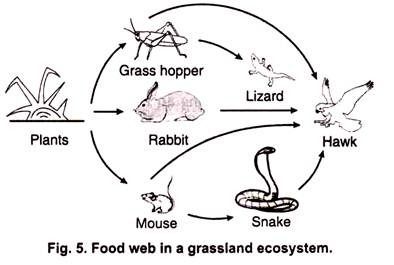 Grass hopper
Lizard
Plants
Rabbit
Hawk
Mouse
Snake
Fig. 5. Food web in a grassland ecosystem.